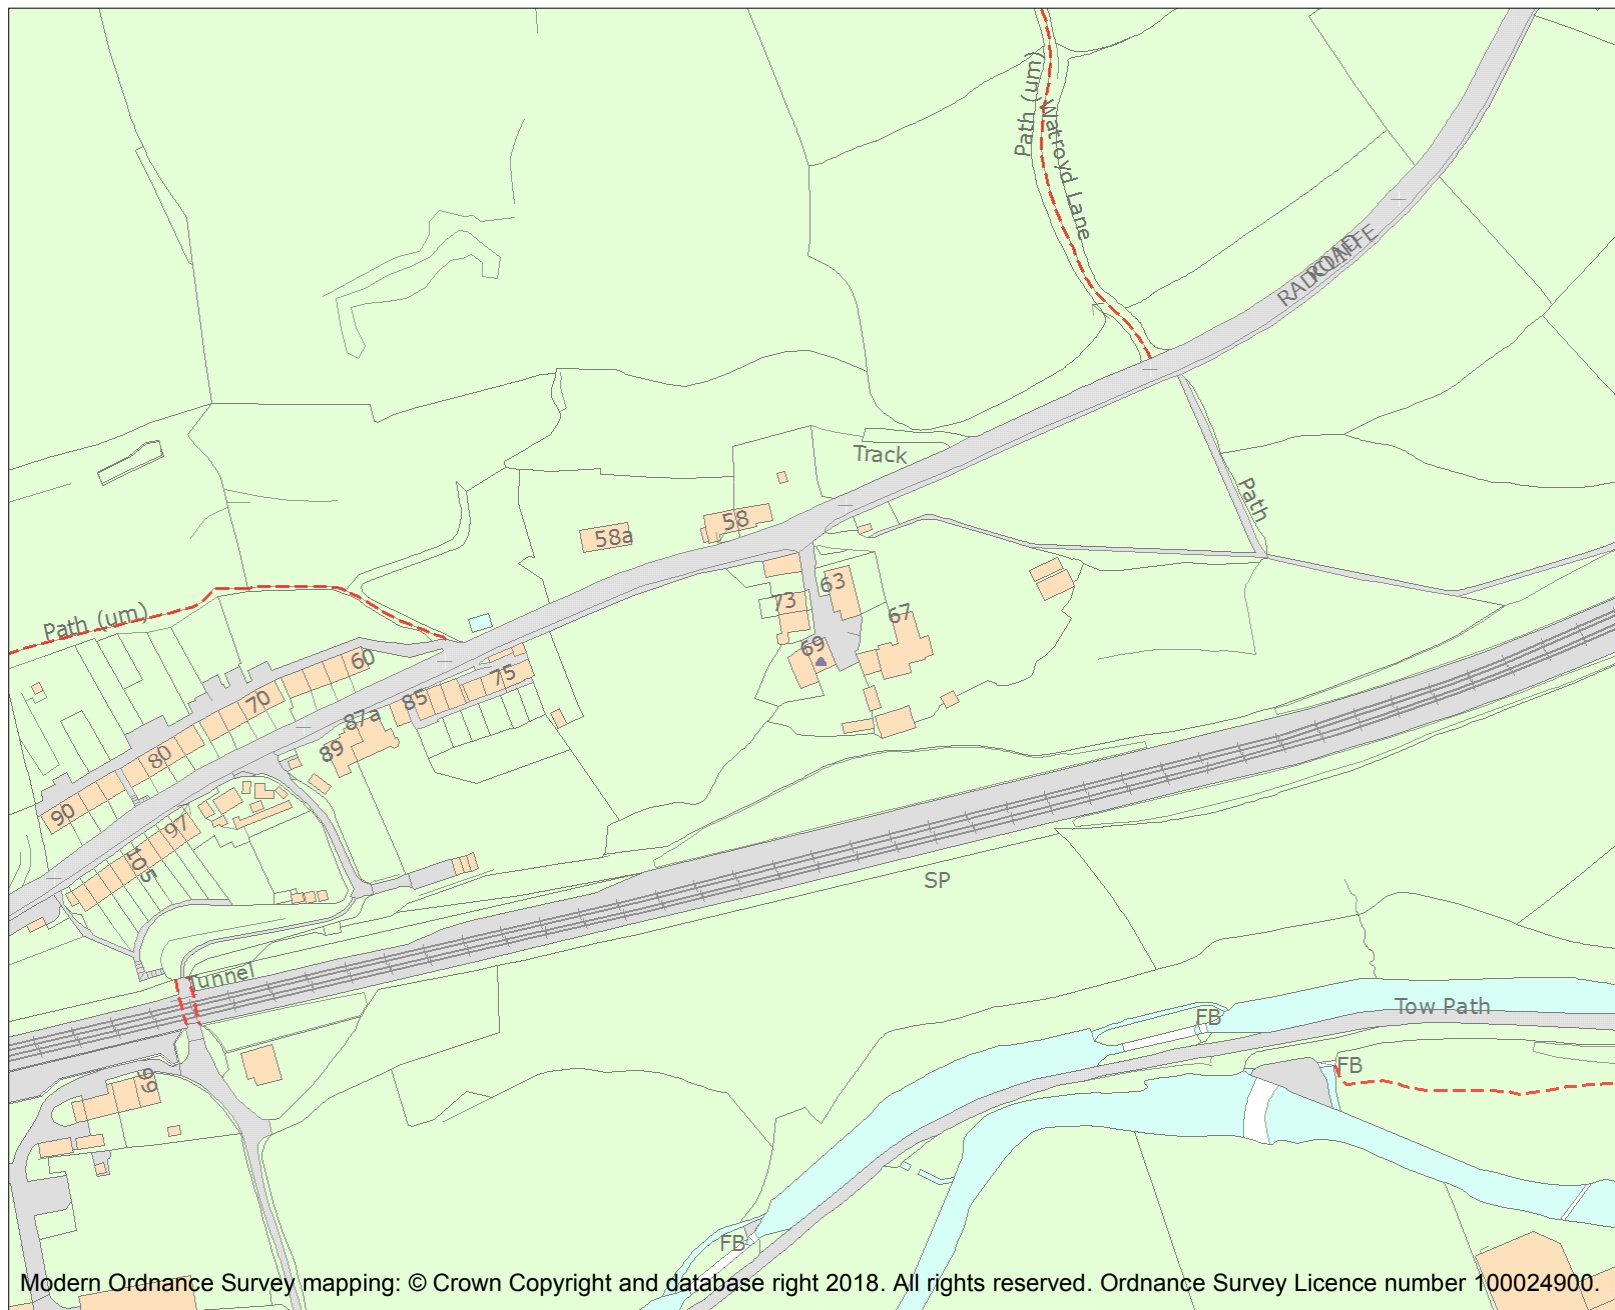 Path (um)
Watroyd Lane
RADCLIFFE
ROAD
Track
Path
58
58a
63
73
67
69
Path (um)
60
75
70
85
87a
89
80
90
97
105
SP
Tunnel
Tow Path
FB
FB
99
FB
Modern Ordnance Survey mapping: © Crown Copyright and database right 2018. All rights reserved. Ordnance Survey Licence number 100024900.